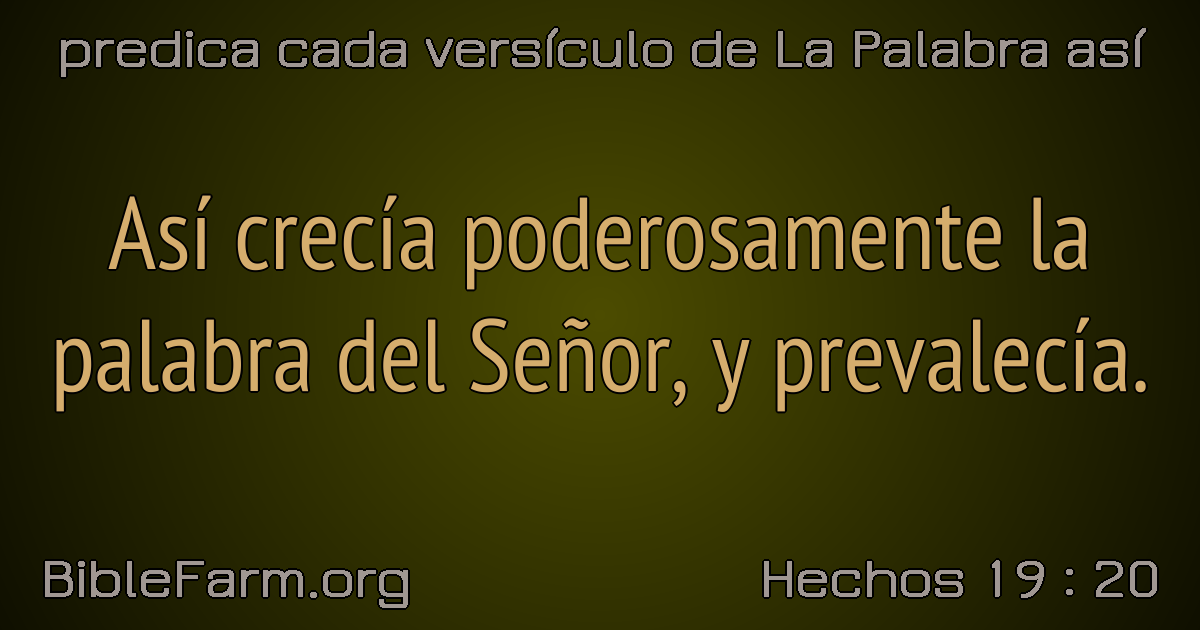 predica cada versículo de La Palabra así
Así crecía poderosamente la
palabra del Señor, y prevalecía.
BibleFarm.org
Hechos 19 : 20